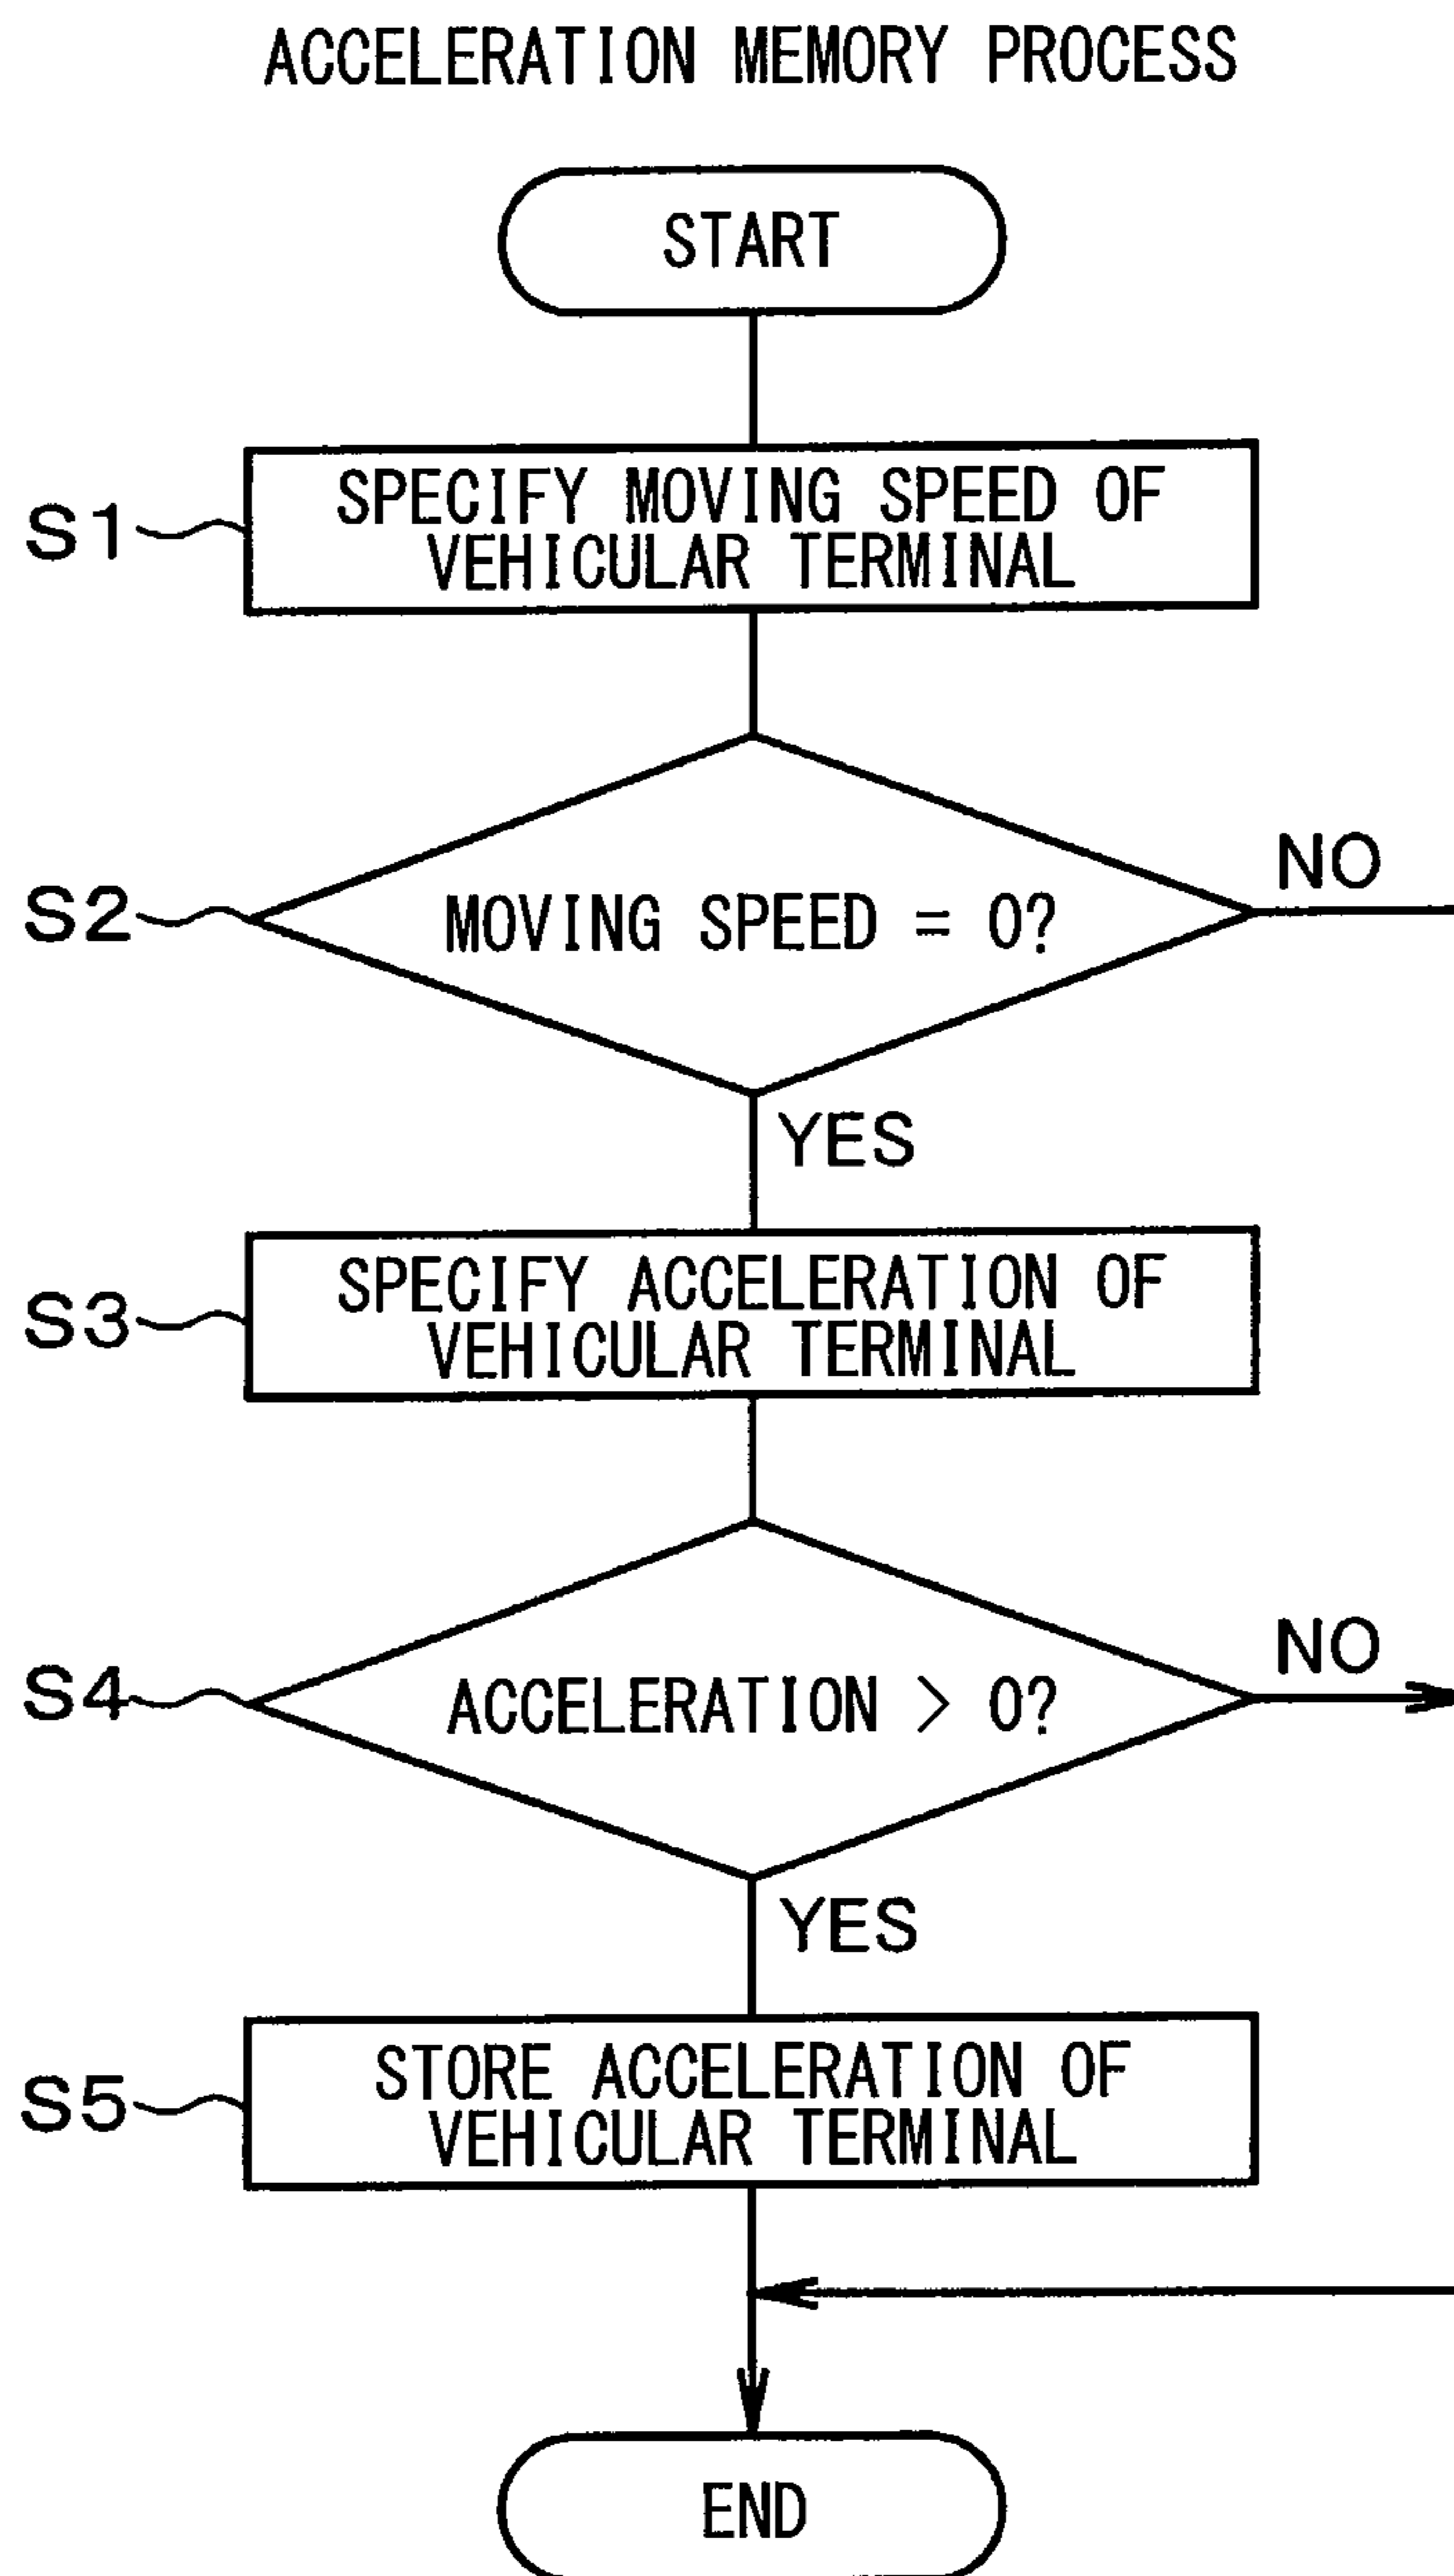 ACCELERATION MEMORY PROCESS
START
S1
SPECIFY MOVING SPEED OF
VEHICULAR TERMINAL
S2
MOVING SPEED = 0?
NO
YES
S3
SPECIFY ACCELERATION OF
VEHICULAR TERMINAL
S4
ACCELERATION > 0?
NO
YES
S5
STORE ACCELERATION OF
VEHICULAR TERMINAL
END